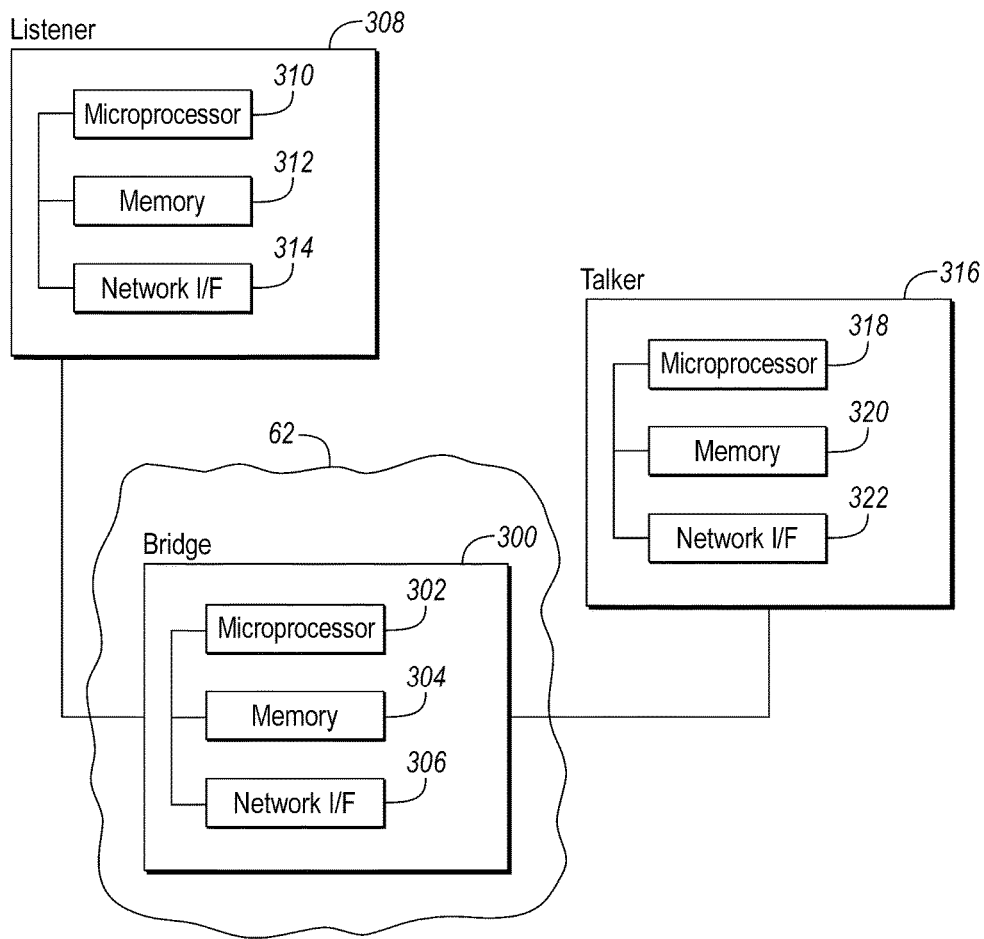 Listener 308
310
Microprocessor
312
Memory
314
Network I/F
Talker 316
318
Microprocessor
320
Memory
322
Network I/F
62
Bridge 300
302
Microprocessor
304
Memory
306
Network I/F